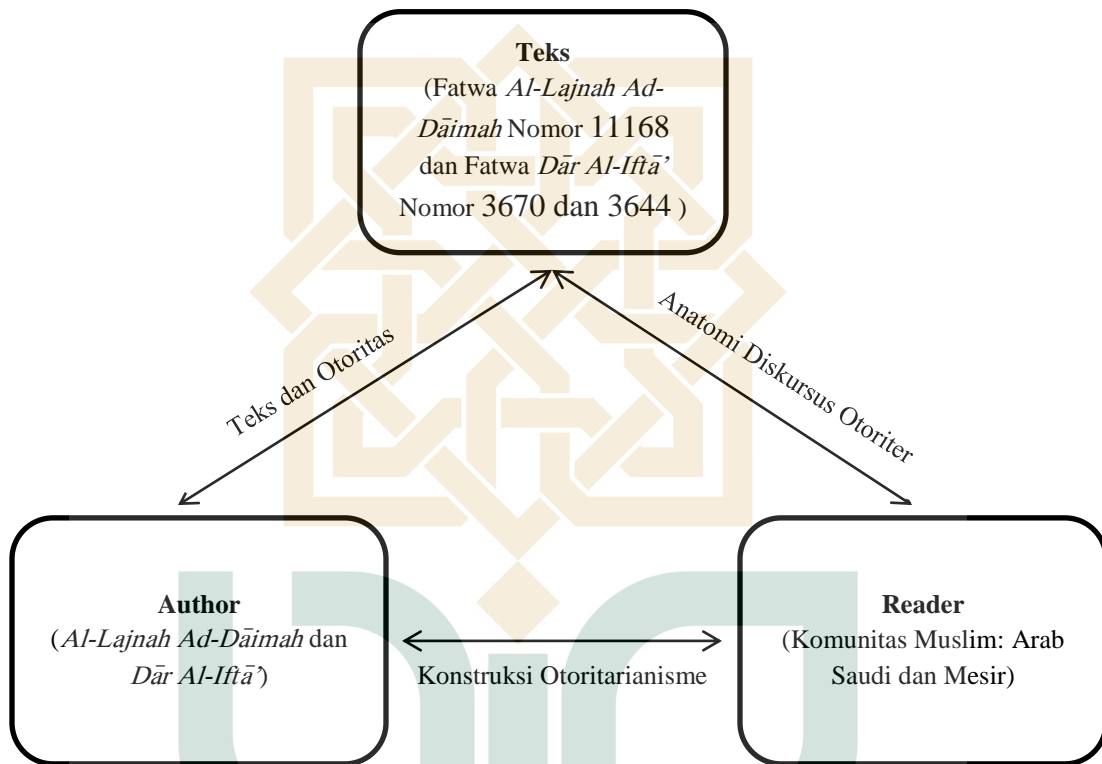 Teks
(Fatwa Al-Lajnah Ad-
Dāimah Nomor 11168
dan Fatwa Dār Al-Iftā’
Nomor 3670 dan 3644 )
Teks dan Otoritas
Anatomi Diskursus Otoriter
Author
(Al-Lajnah Ad-Dāimah dan
Dār Al-Iftā’)
Konstruksi Otoritarianisme
Reader
(Komunitas Muslim: Arab
Saudi dan Mesir)